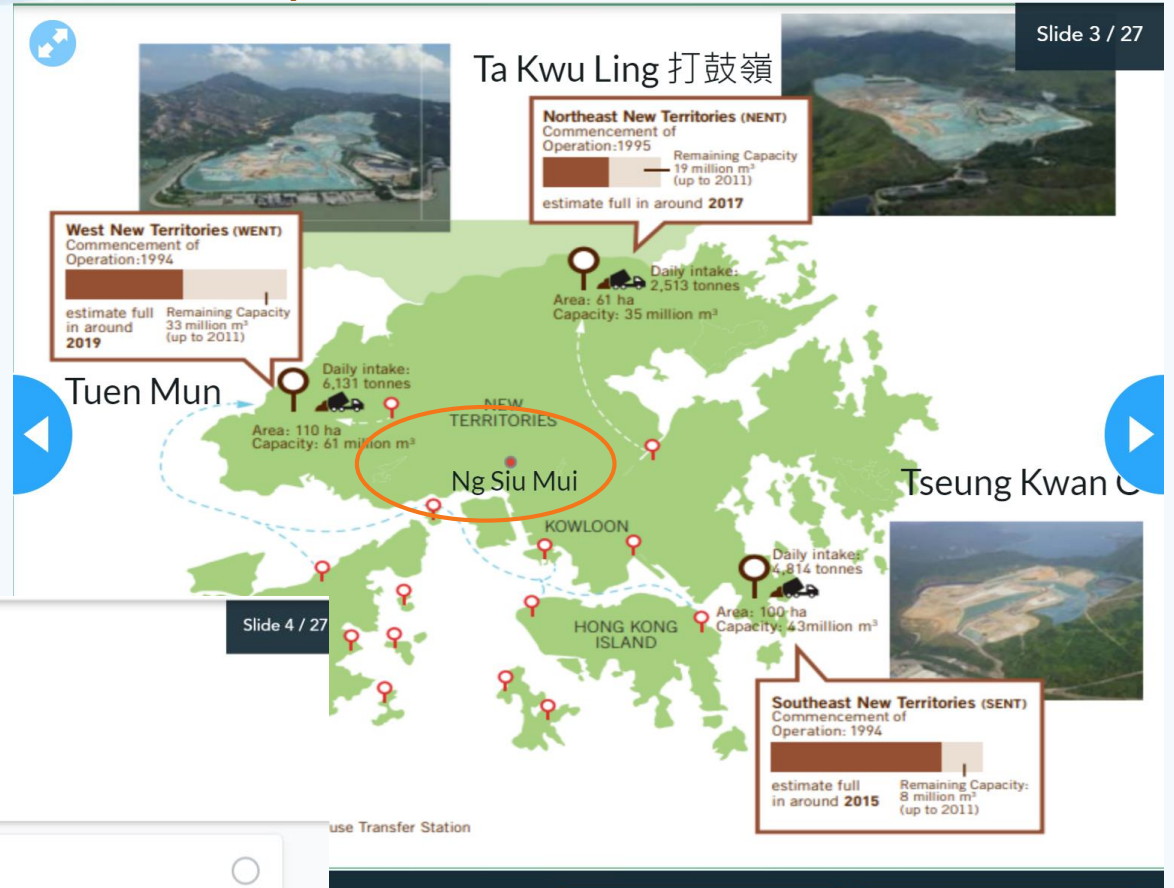 Slide 3 / 27
Ta Kwu Ling 打鼓嶺
Northeast New Territories (NENT)
Commencement of
Operation:1995
Remaining Capacity
19 million m³
(up to 2011)
estimate full in around 2017
West New Territories (WENT)
Commencement of
Operation:1994
estimate full
in around
2019
Remaining Capacity
33 million m³
(up to 2011)
Daily intake:
2,513 tonnes
Area: 61 ha
Capacity: 35 million m³
Tuen Mun
Daily intake:
6,131 tonnes
Area: 110 ha
Capacity: 61 million m³
NEW
TERRITORIES
Ng Siu Mui
Tseung Kwan
KOWLOON
Daily intake:
4,814 tonnes
Area: 100 ha
Capacity: 43million m³
HONG KONG
ISLAND
Slide 4 / 27
Southeast New Territories (SENT)
Commencement of
Operation: 1994
estimate full
in around 2015
Remaining Capacity:
8 million m³
(up to 2011)
use Transfer Station